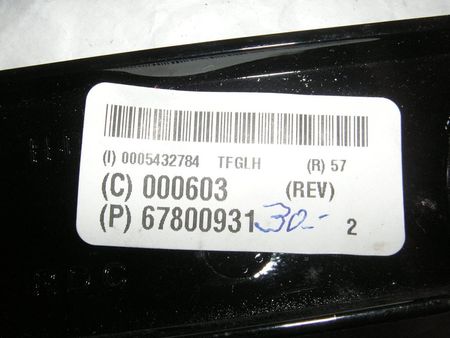 (I) 0005432784 TFGLH (R) 57
(C) 000603 (REV)
(P) 67800931 30.- 2